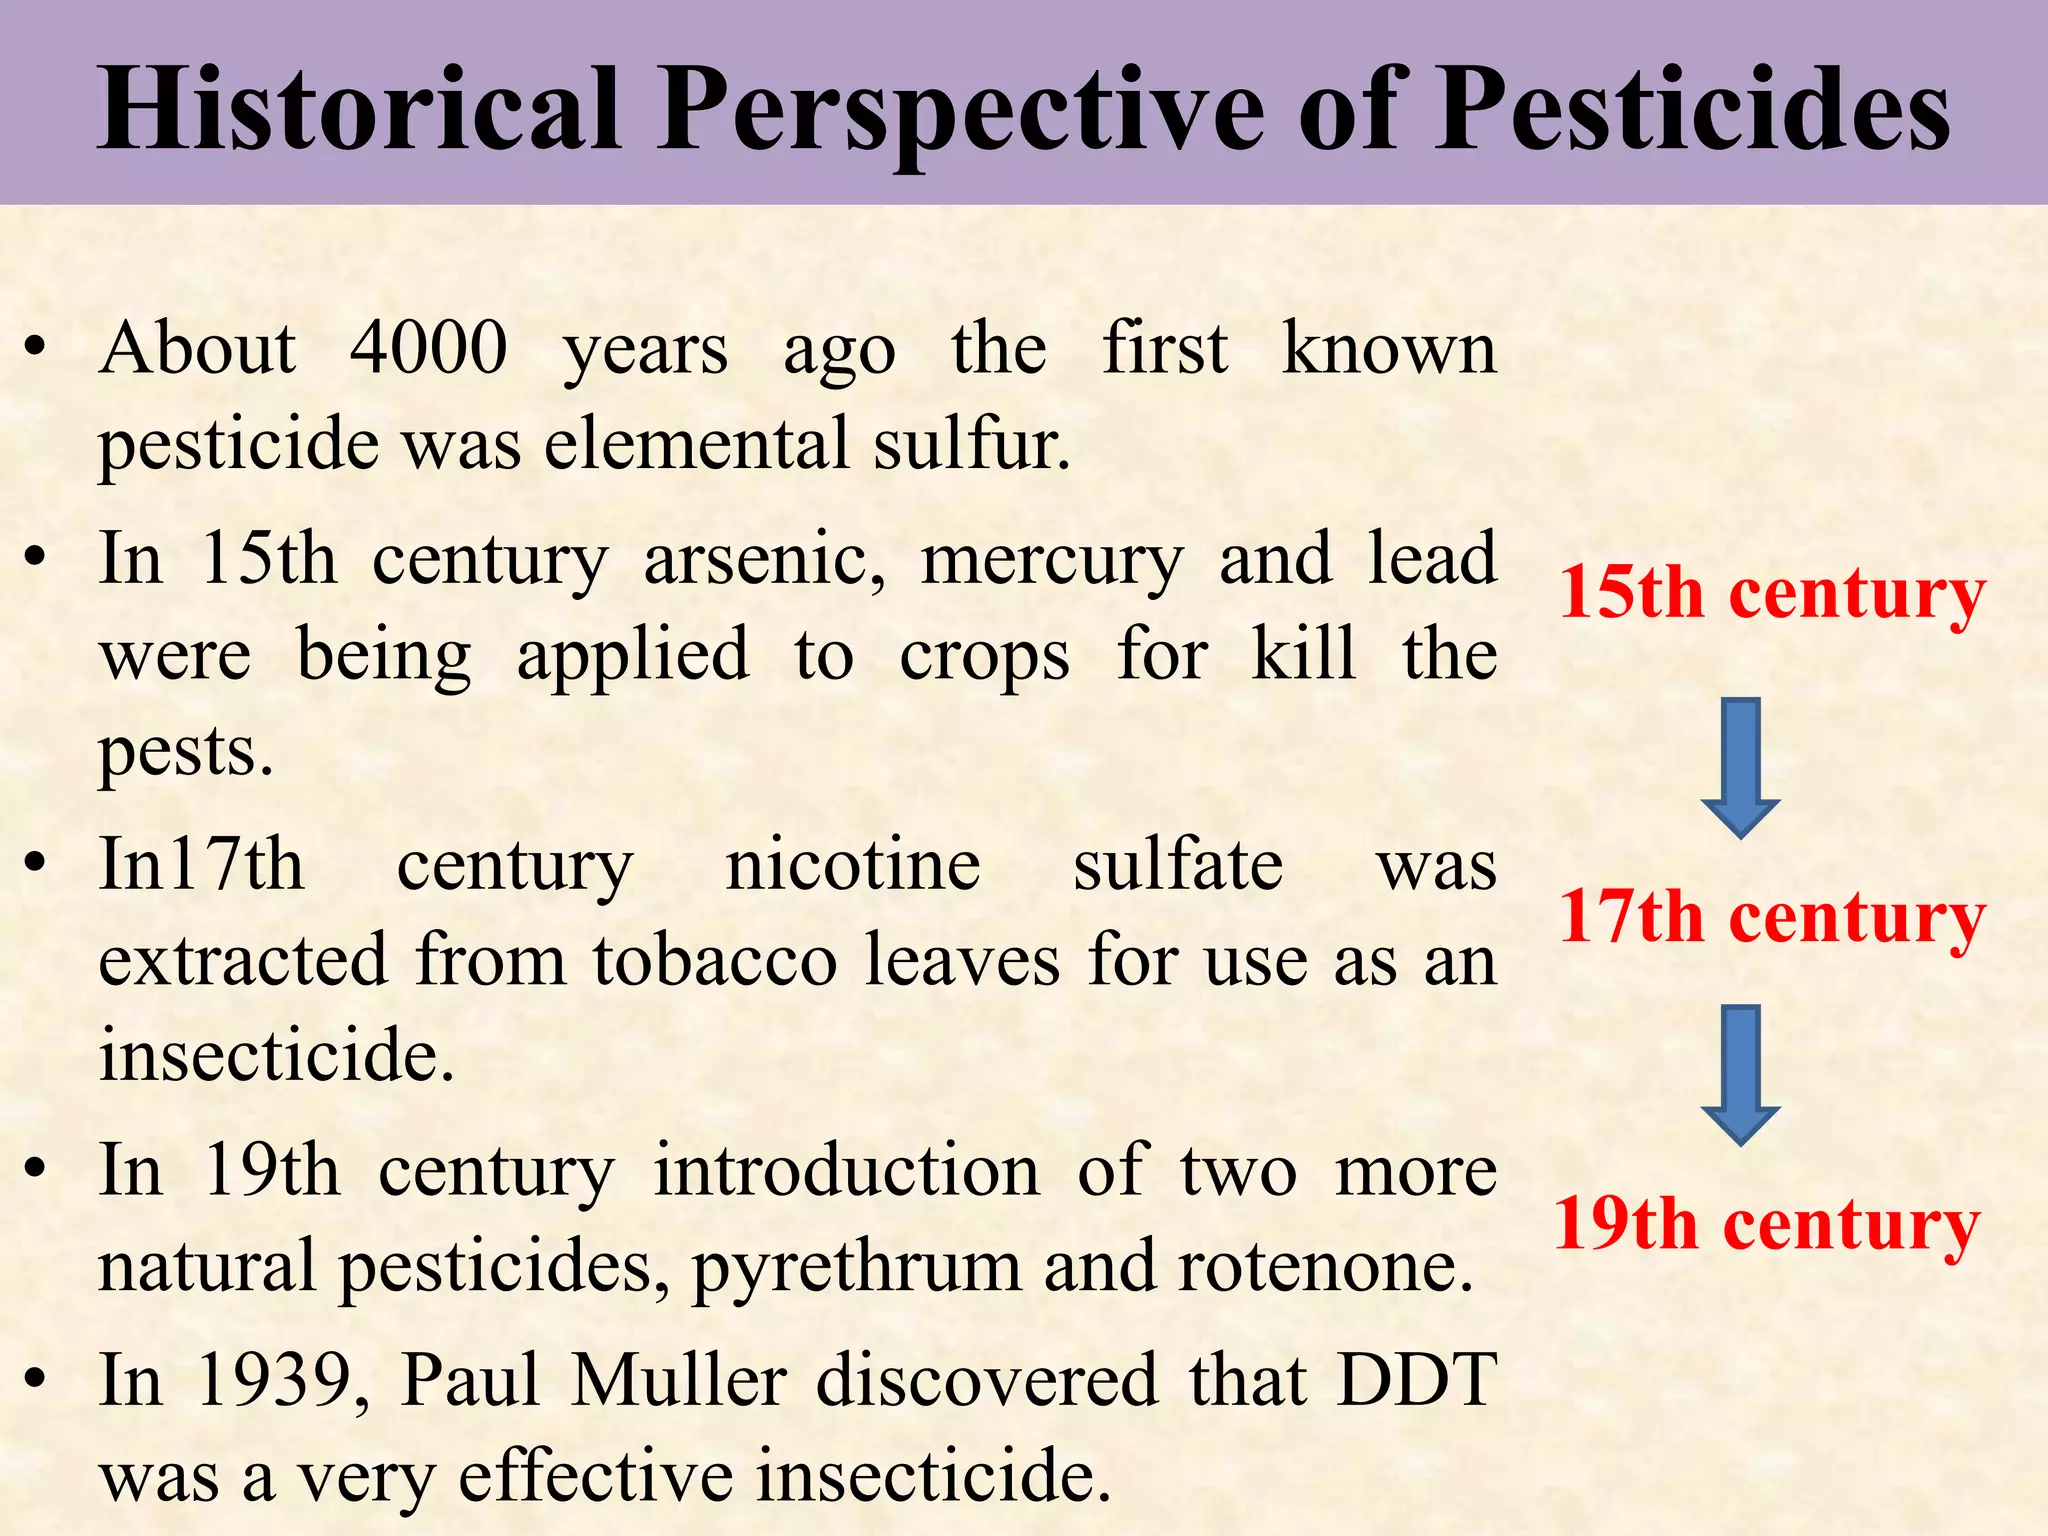 Historical Perspective of Pesticides
• About 4000 years ago the first known
pesticide was elemental sulfur.
• In 15th century arsenic, mercury and lead
were being applied to crops for kill the
pests.
• In17th century nicotine sulfate was
extracted from tobacco leaves for use as an
insecticide.
• In 19th century introduction of two more
natural pesticides, pyrethrum and rotenone.
• In 1939, Paul Muller discovered that DDT
was a very effective insecticide.
15th century
17th century
19th century